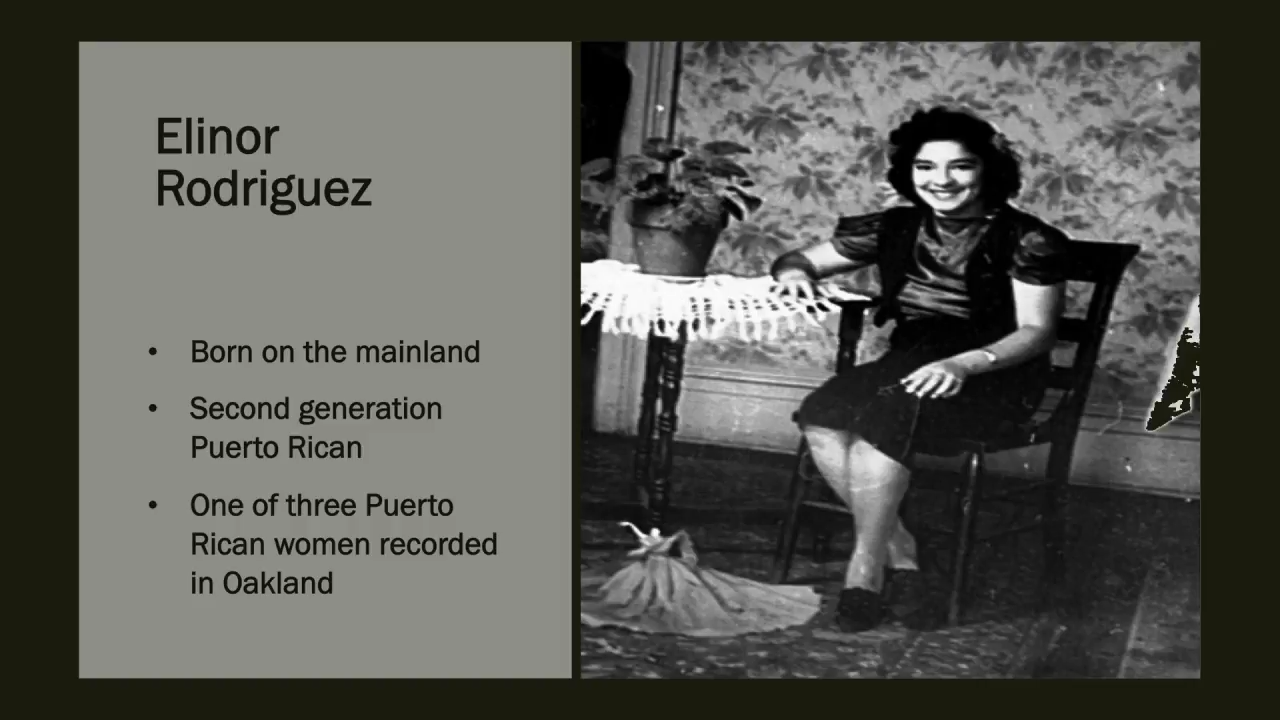 Elinor
Rodriguez
• Born on the mainland
• Second generation
Puerto Rican
• One of three Puerto
Rican women recorded
in Oakland